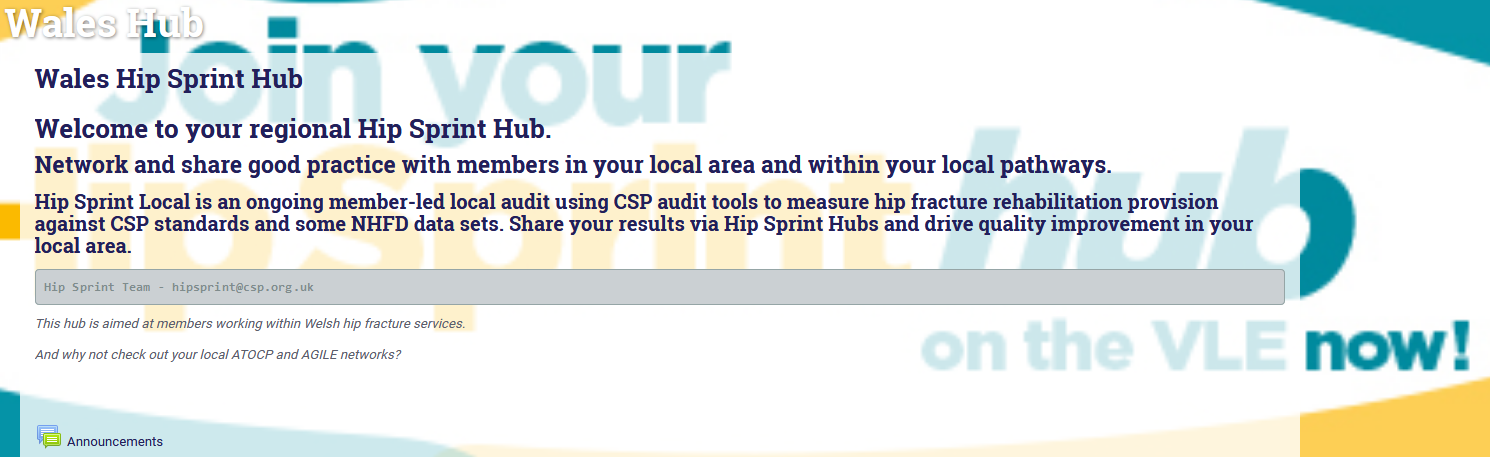 Wales Hub
Join your
Wales Hip Sprint Hub
Welcome to your regional Hip Sprint Hub.
Network and share good practice with members in your local area and within your local pathways.
Hip Sprint hub
Hip Sprint Local is an ongoing member-led local audit using CSP audit tools to measure hip fracture rehabilitation provision
against CSP standards and some NHFD data sets. Share your results via Hip Sprint Hubs and drive quality improvement in your
local area.
Hip Sprint Team - hipsprint@csp.org.uk
This hub is aimed at members working within Welsh hip fracture services.
on the VLE now!
And why not check out your local ATOCP and AGILE networks?
Announcements